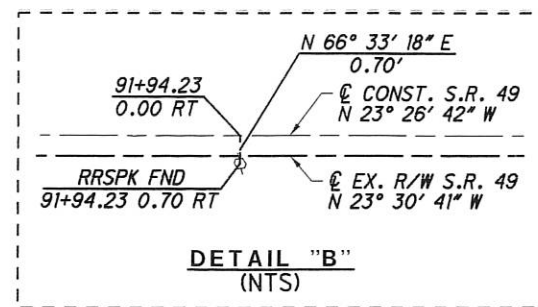 N 66° 33' 18" E
0.70'
91+94.23
0.00 RT
℄ CONST. S.R. 49
N 23° 26' 42" W
RRSPK FND
91+94.23 0.70 RT
℄ EX. R/W S.R. 49
N 23° 30' 41" W
DETAIL "B"
(NTS)